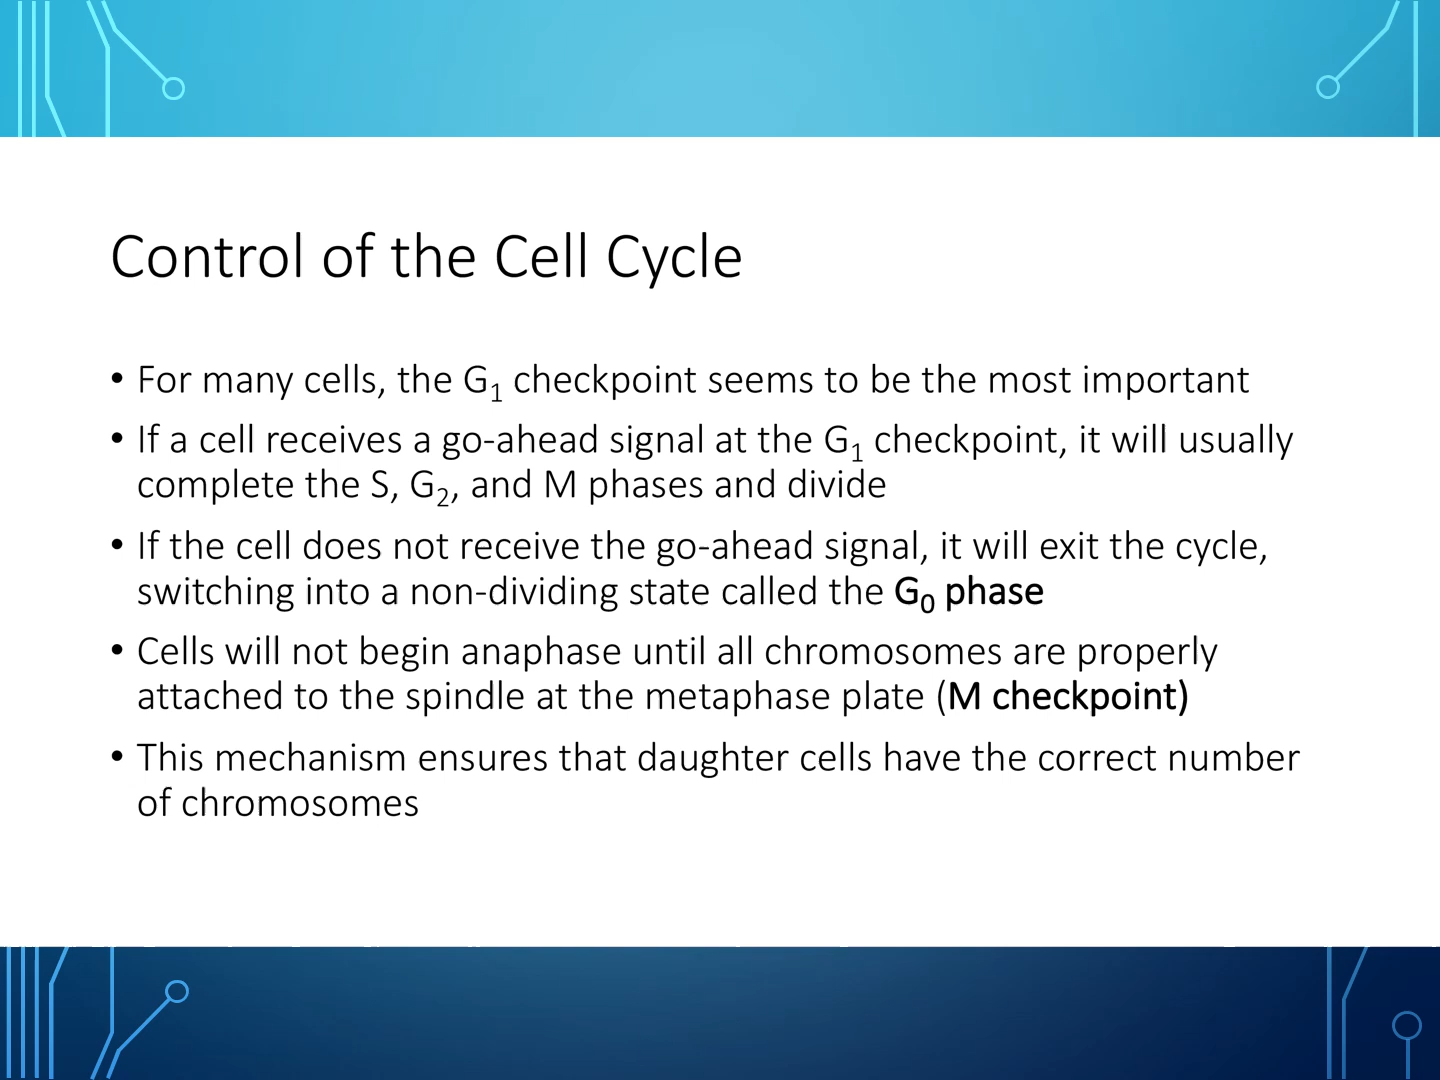 Control of the Cell Cycle
• For many cells, the G₁ checkpoint seems to be the most important
• If a cell receives a go-ahead signal at the G₁ checkpoint, it will usually
complete the S, G₂, and M phases and divide
• If the cell does not receive the go-ahead signal, it will exit the cycle,
switching into a non-dividing state called the G₀ phase
• Cells will not begin anaphase until all chromosomes are properly
attached to the spindle at the metaphase plate (M checkpoint)
• This mechanism ensures that daughter cells have the correct number
of chromosomes